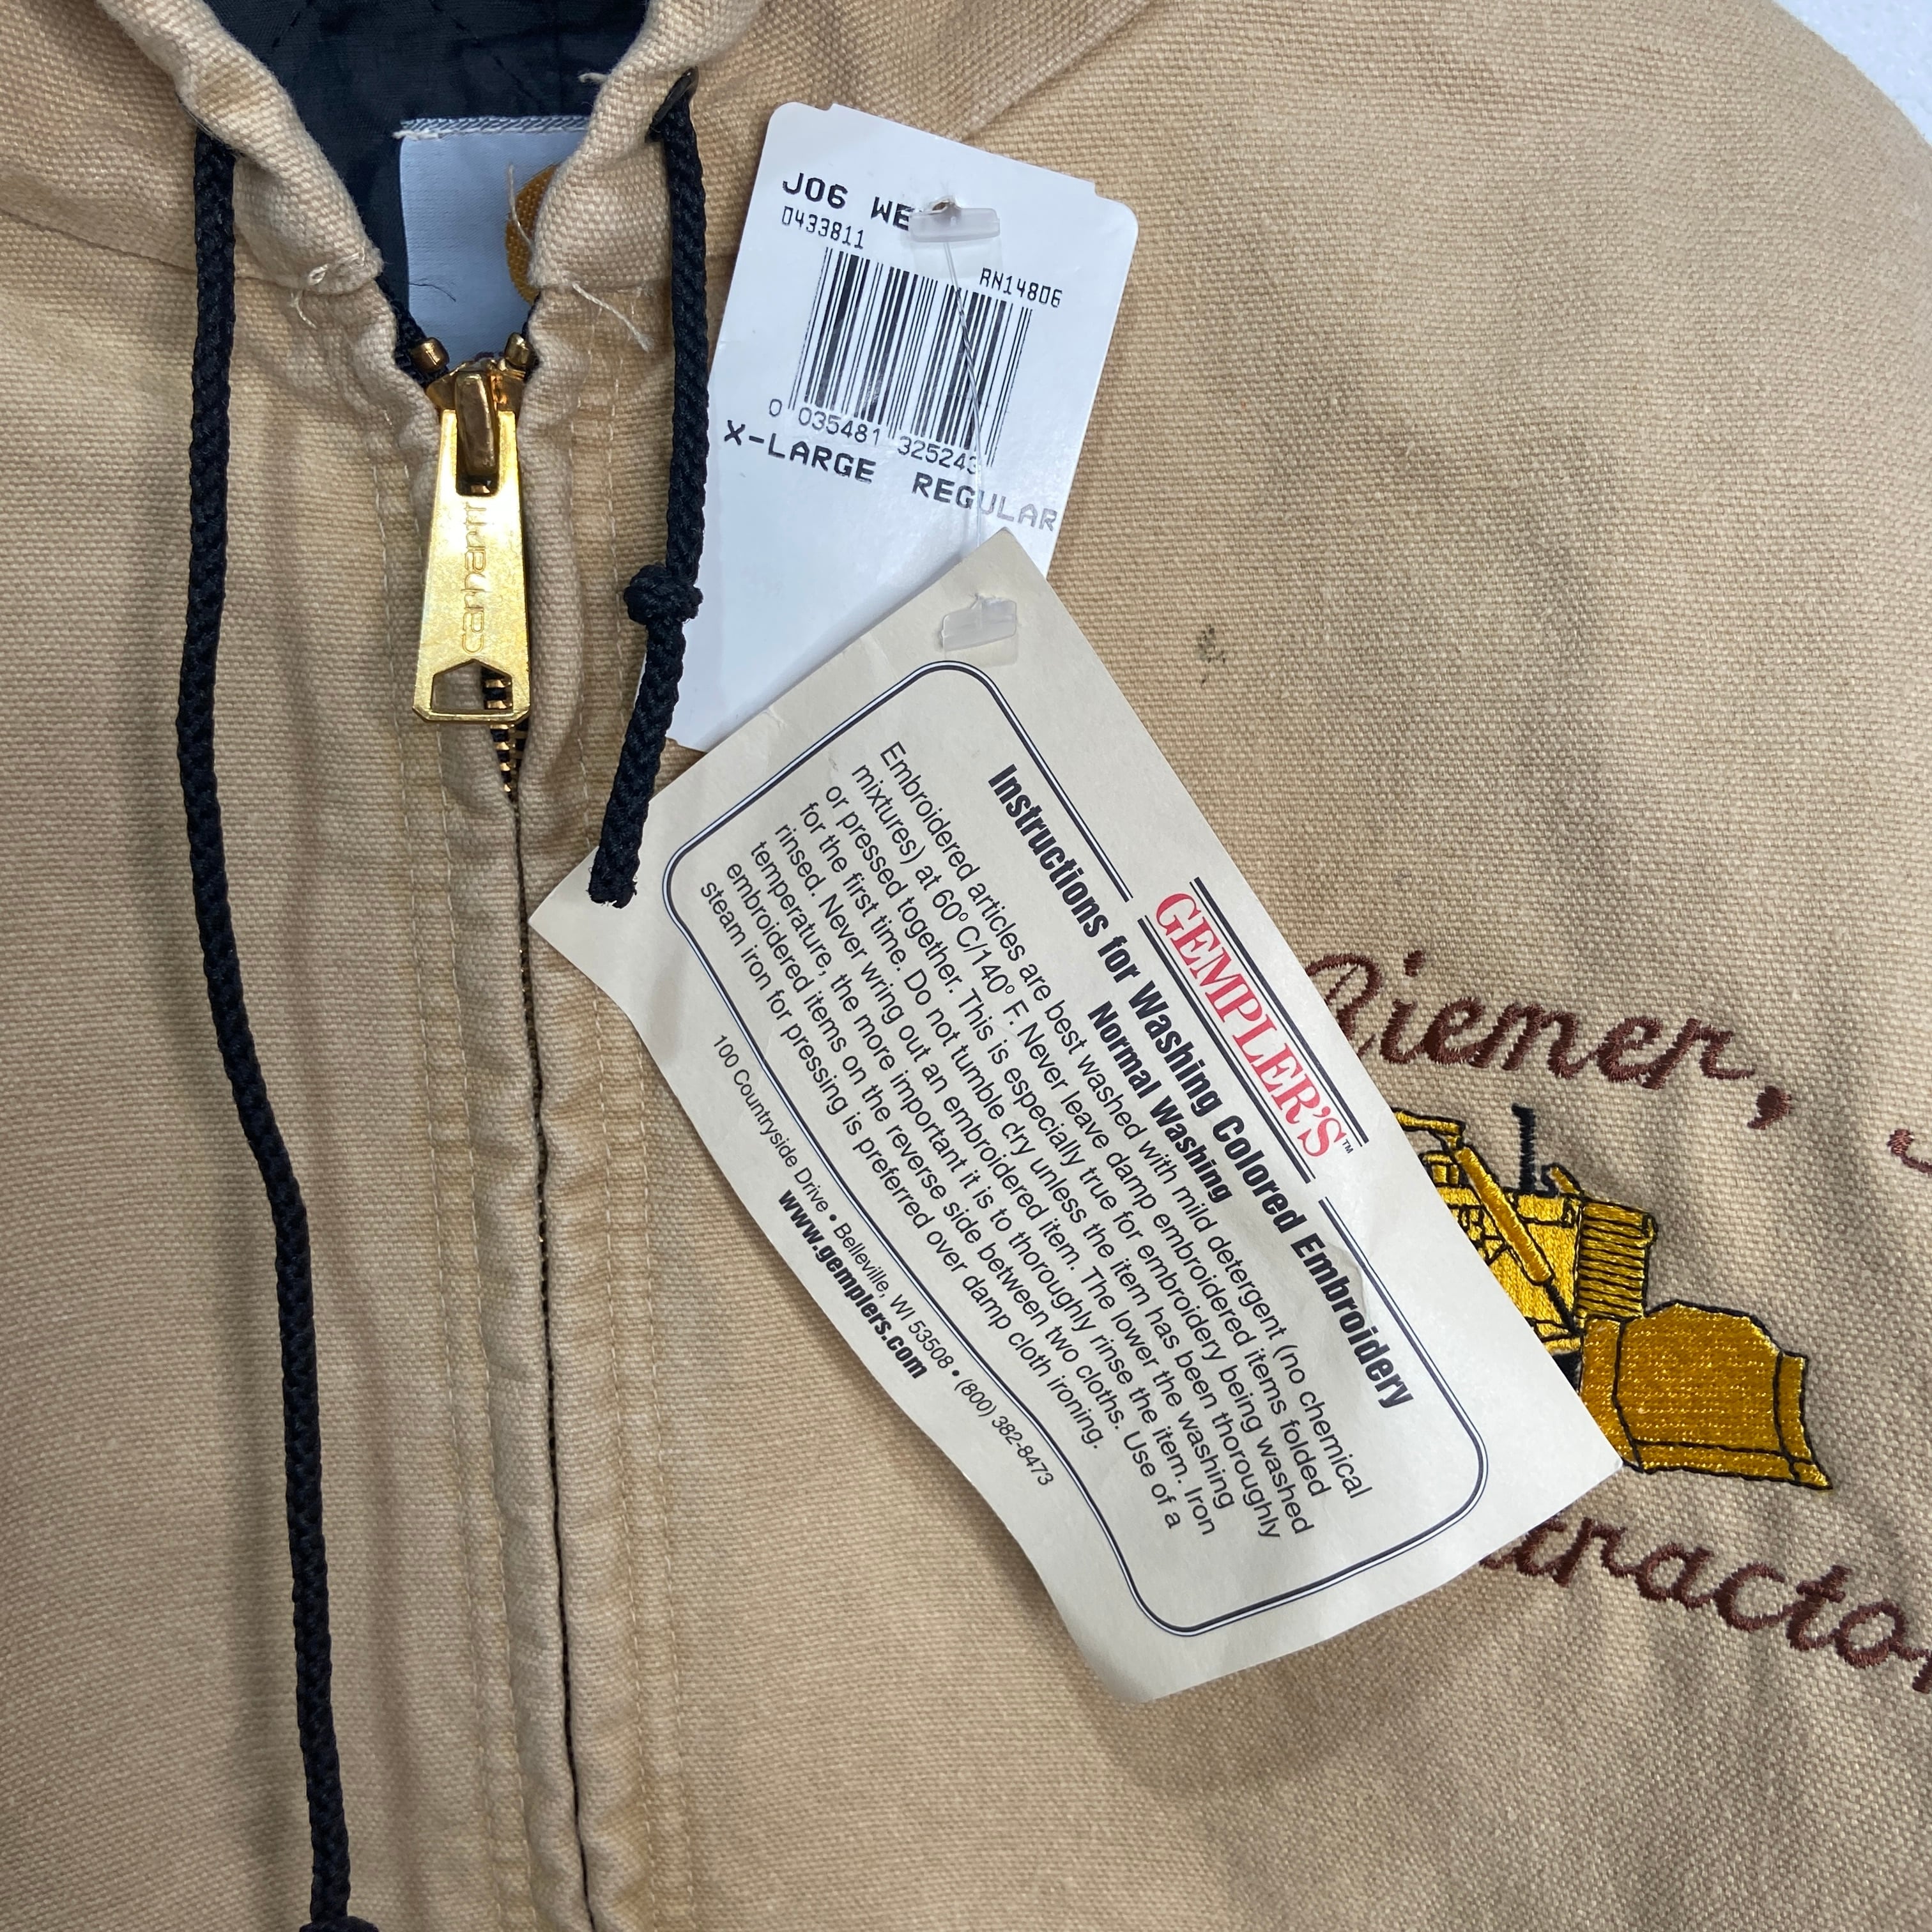 J06 WE
0433811
RN14806
0 035481 325243
X-LARGE REGULAR
carhartt
GEMPLER'S™
Instructions for Washing Colored Embroidery
Normal Washing
Embroidered articles are best washed with mild detergent (no chemical
mixtures) at 60° C/140° F. Never leave damp embroidered items folded
or pressed together. This is especially true for embroidery being washed
for the first time. Do not tumble dry unless the item has been thoroughly
rinsed. Never wring out an embroidered item. The lower the washing
temperature, the more important it is to thoroughly rinse the item. Iron
embroidered items on the reverse side between two cloths. Use of a
steam iron for pressing is preferred over damp cloth ironing.
100 Countryside Drive • Belleville, WI 53508 • (800) 382-8473
www.gemplers.com
Riemer,
tractor